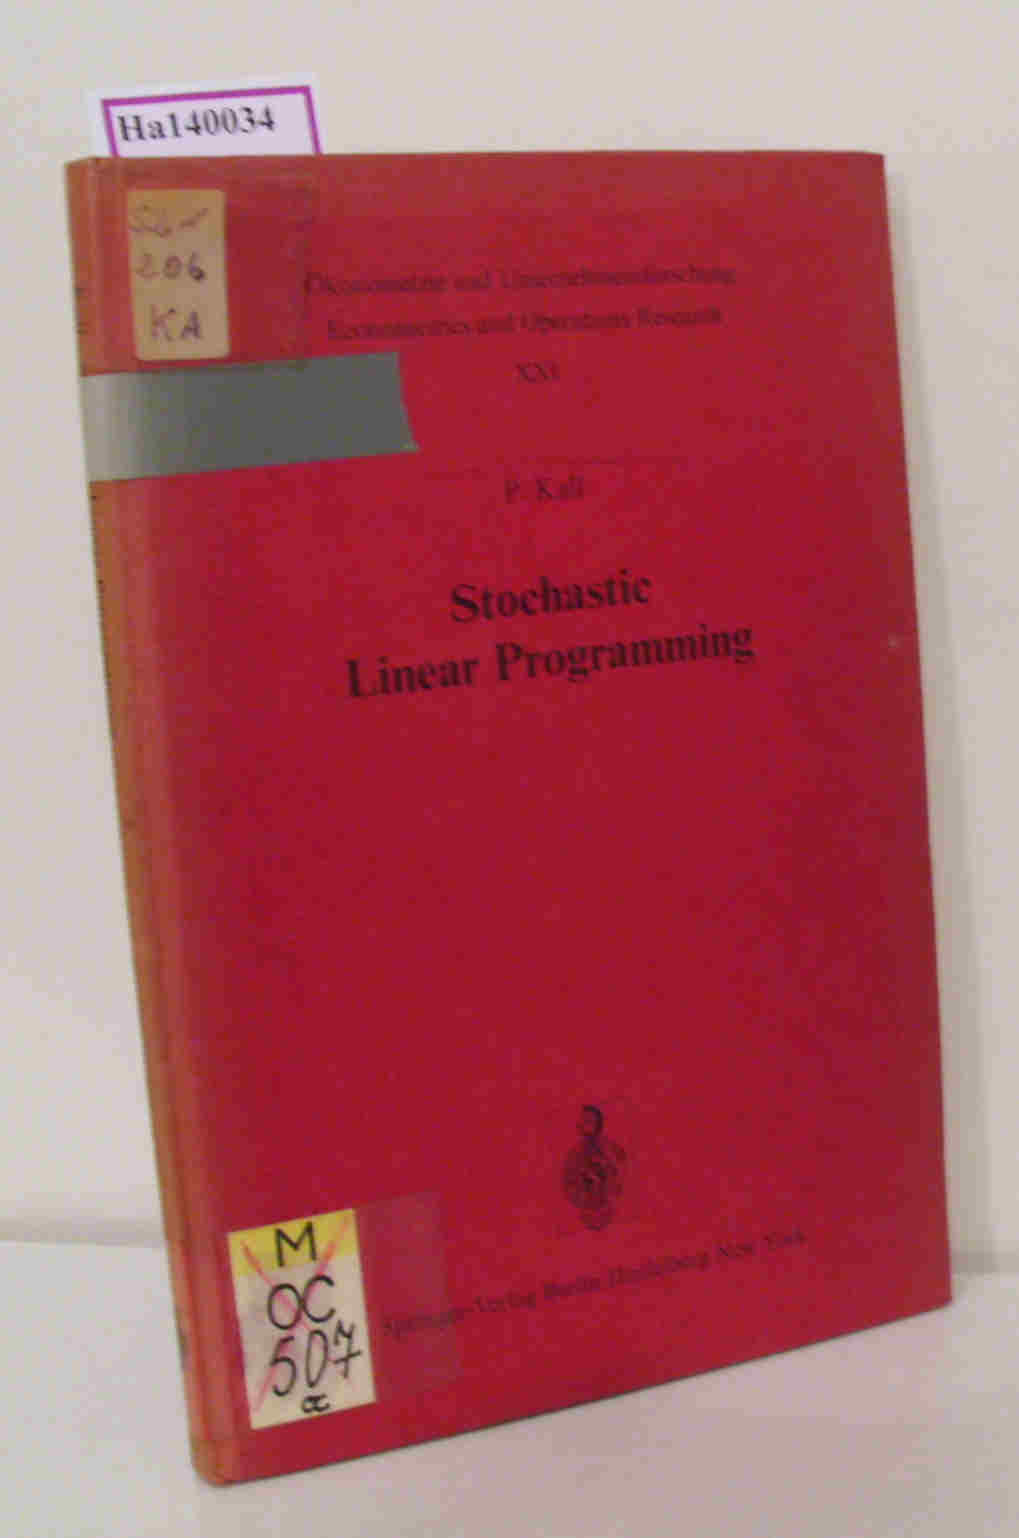 Ha140034
206
KA
Ökonometrie und Unternehmensforschung
Econometrics and Operations Research
XXI
P. Kall
Stochastic
Linear Programming
M
OC
507
Springer-Verlag Berlin Heidelberg New York